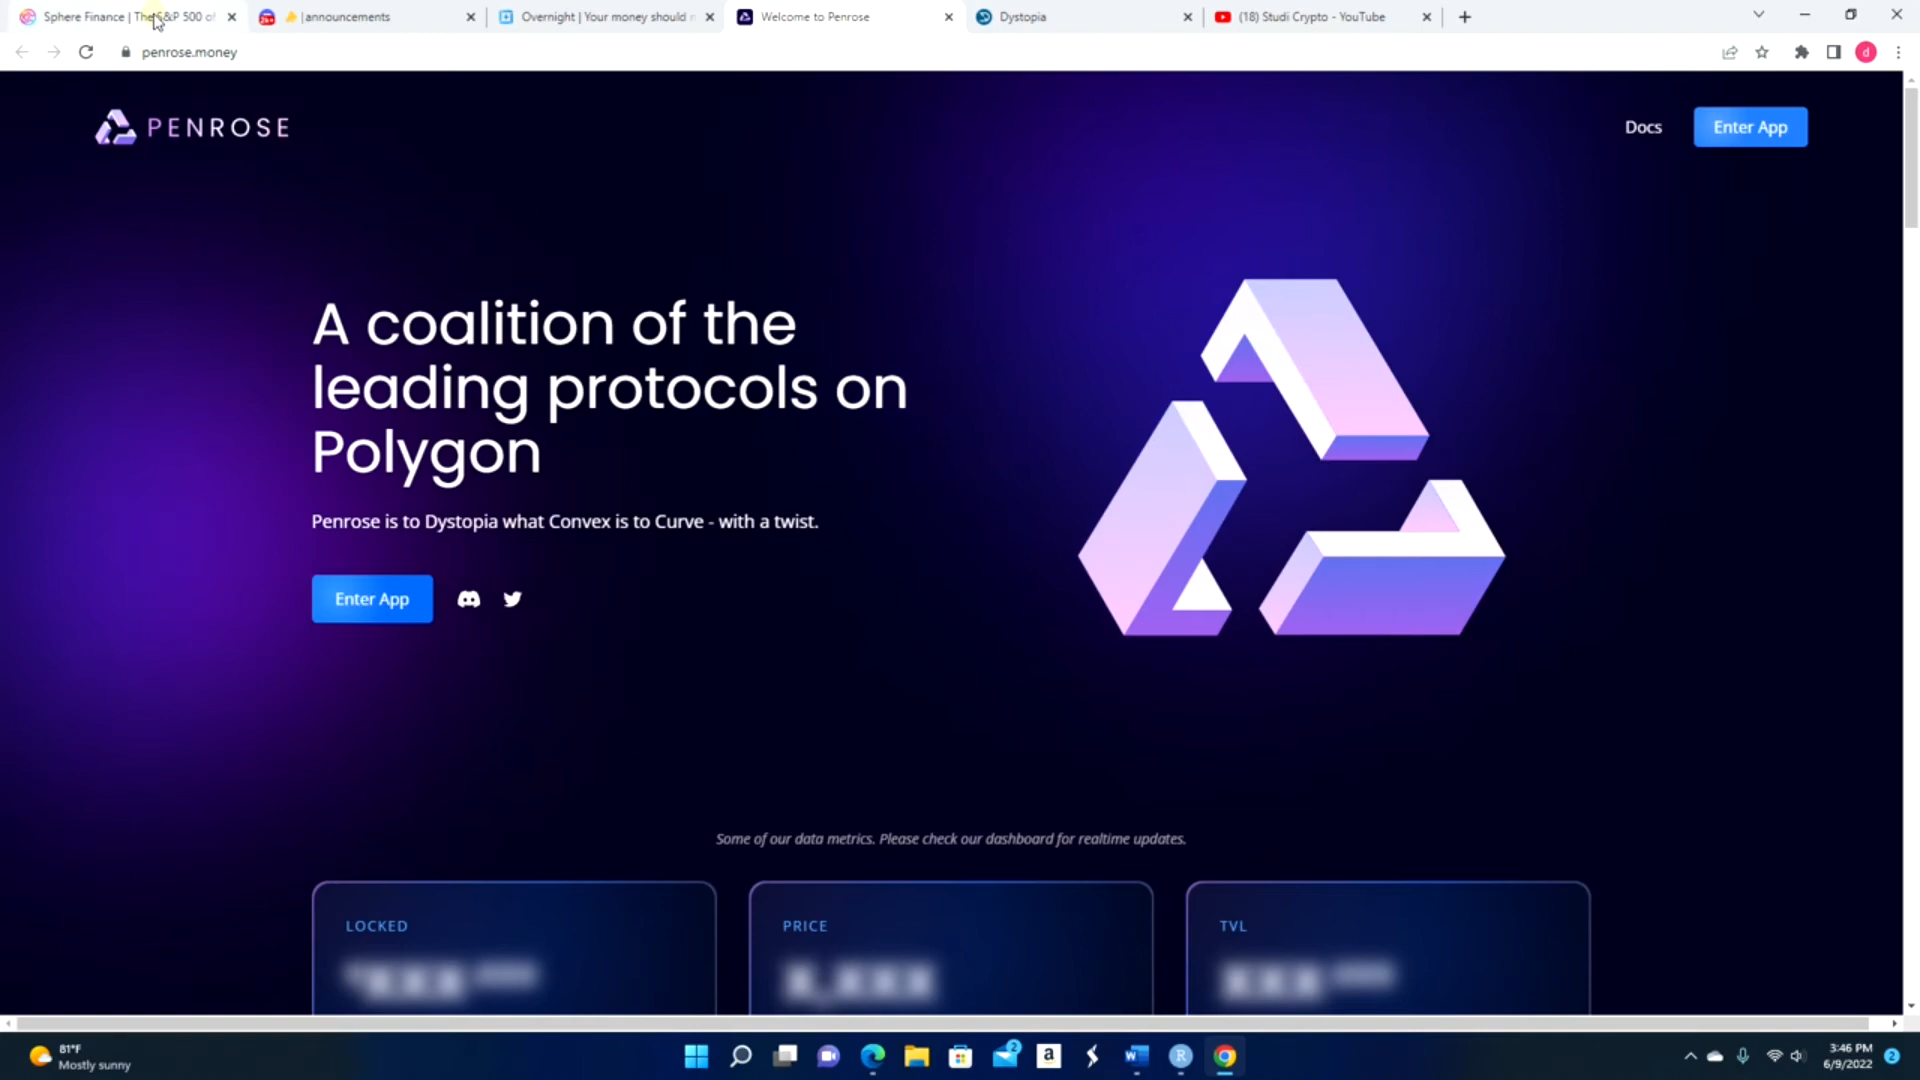 Sphere Finance | The S&P 500 of
| announcements
Overnight | Your money should
Welcome to Penrose
Dystopia
(18) Studi Crypto - YouTube
penrose.money
d
PENROSE
Docs
Enter App
A coalition of the
leading protocols on
Polygon
Penrose is to Dystopia what Convex is to Curve - with a twist.
Enter App
Some of our data metrics. Please check our dashboard for realtime updates.
LOCKED
PRICE
TVL
81°F
Mostly sunny
2
a
W
R
3:46 PM
6/9/2022
2